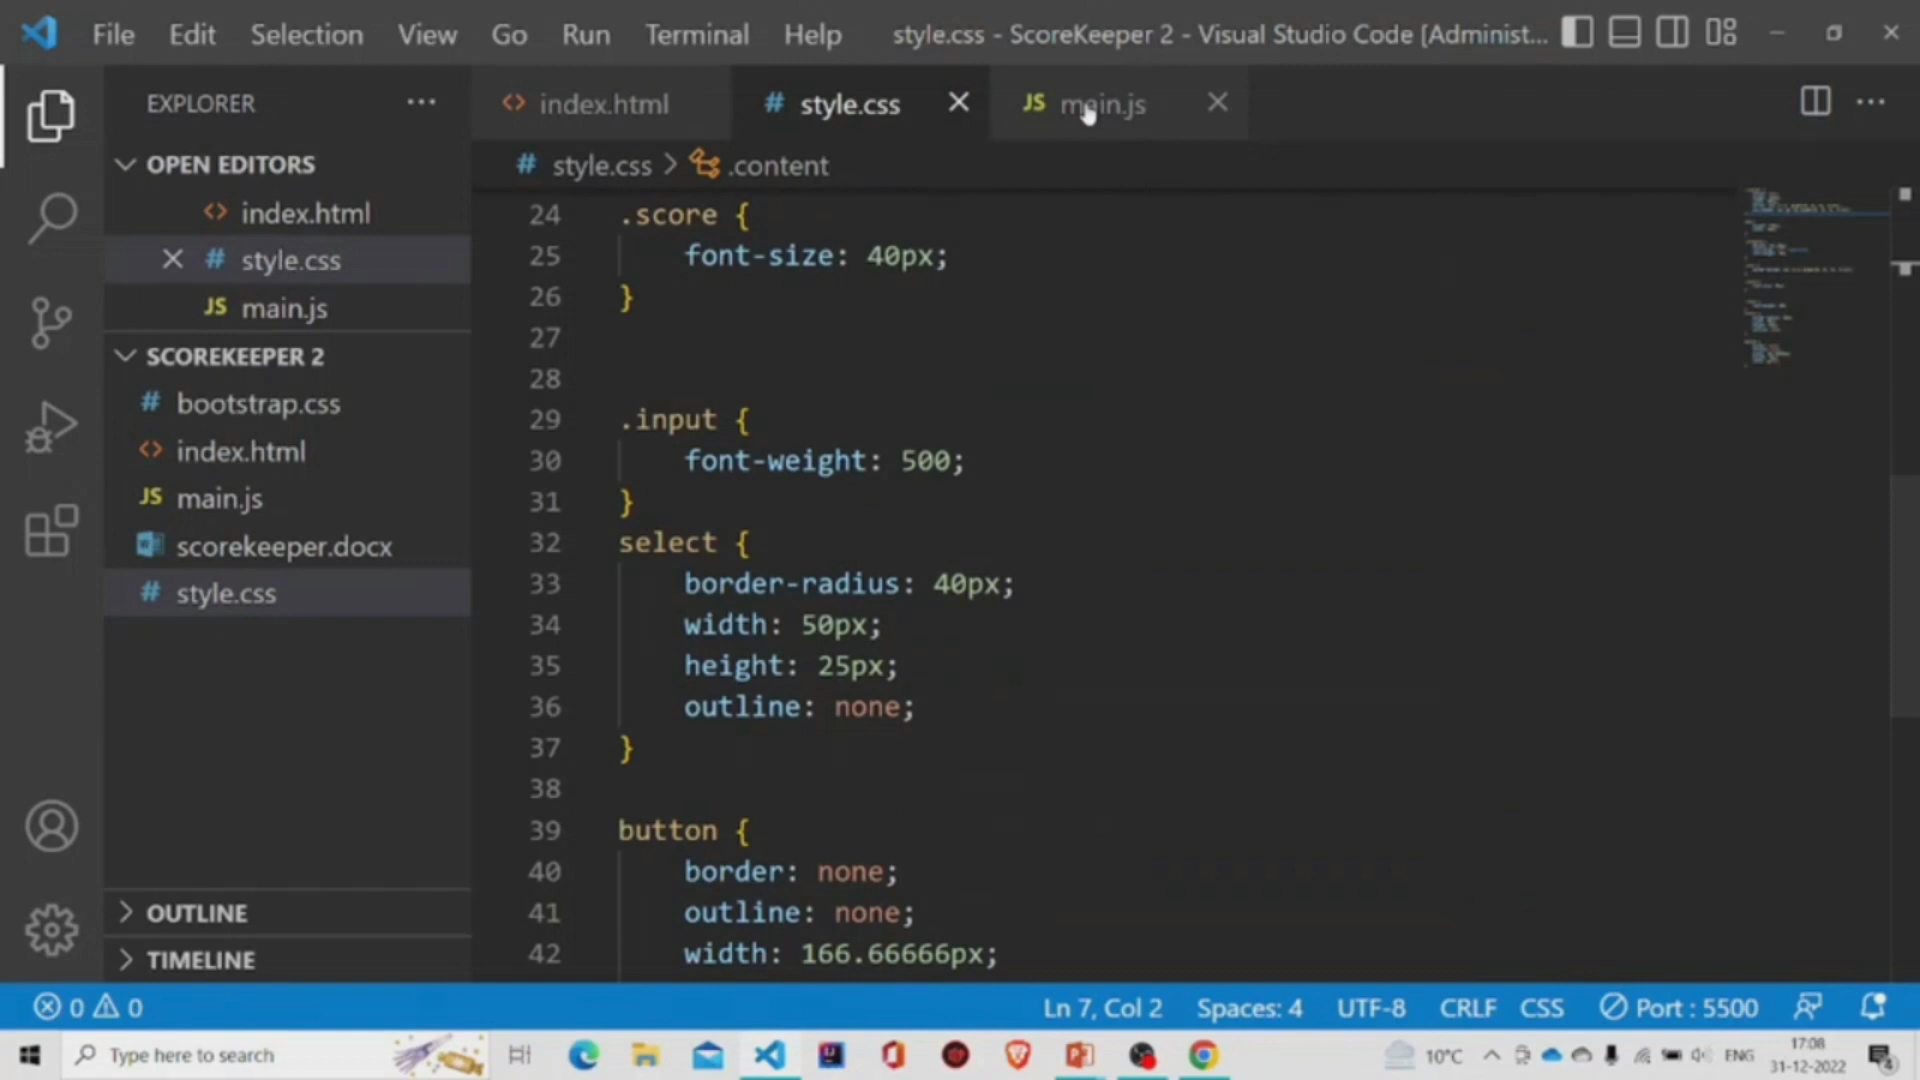 File Edit Selection View Go Run Terminal Help style.css - ScoreKeeper 2 - Visual Studio Code [Administ...
EXPLORER
OPEN EDITORS
index.html
style.css
JS main.js
SCOREKEEPER 2
# bootstrap.css
index.html
JS main.js
scorekeeper.docx
# style.css
OUTLINE
TIMELINE
<> index.html # style.css JS main.js
# style.css > .content
24 .score {
25 font-size: 40px;
26 }
27
28
29 .input {
30 font-weight: 500;
31 }
32 select {
33 border-radius: 40px;
34 width: 50px;
35 height: 25px;
36 outline: none;
37 }
38
39 button {
40 border: none;
41 outline: none;
42 width: 166.66666px;
0 0 Ln 7, Col 2 Spaces: 4 UTF-8 CRLF CSS Port : 5500
Type here to search 10°C ENG 17:08
31-12-2022 4